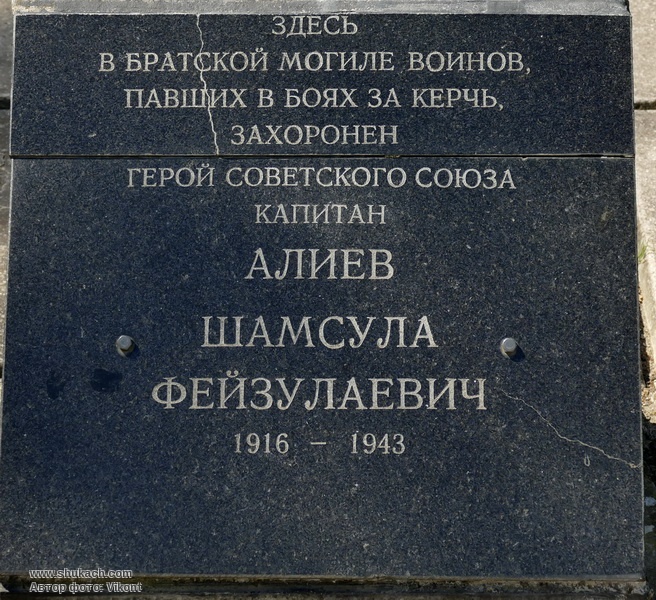 ЗДЕСЬ
В БРАТСКОЙ МОГИЛЕ ВОИНОВ,
ПАВШИХ В БОЯХ ЗА КЕРЧЬ,
ЗАХОРОНЕН
ГЕРОЙ СОВЕТСКОГО СОЮЗА
КАПИТАН
АЛИЕВ
ШАМСУЛА
ФЕЙЗУЛАЕВИЧ
1916 – 1943
www.shukach.com
Автор фото: Vikont